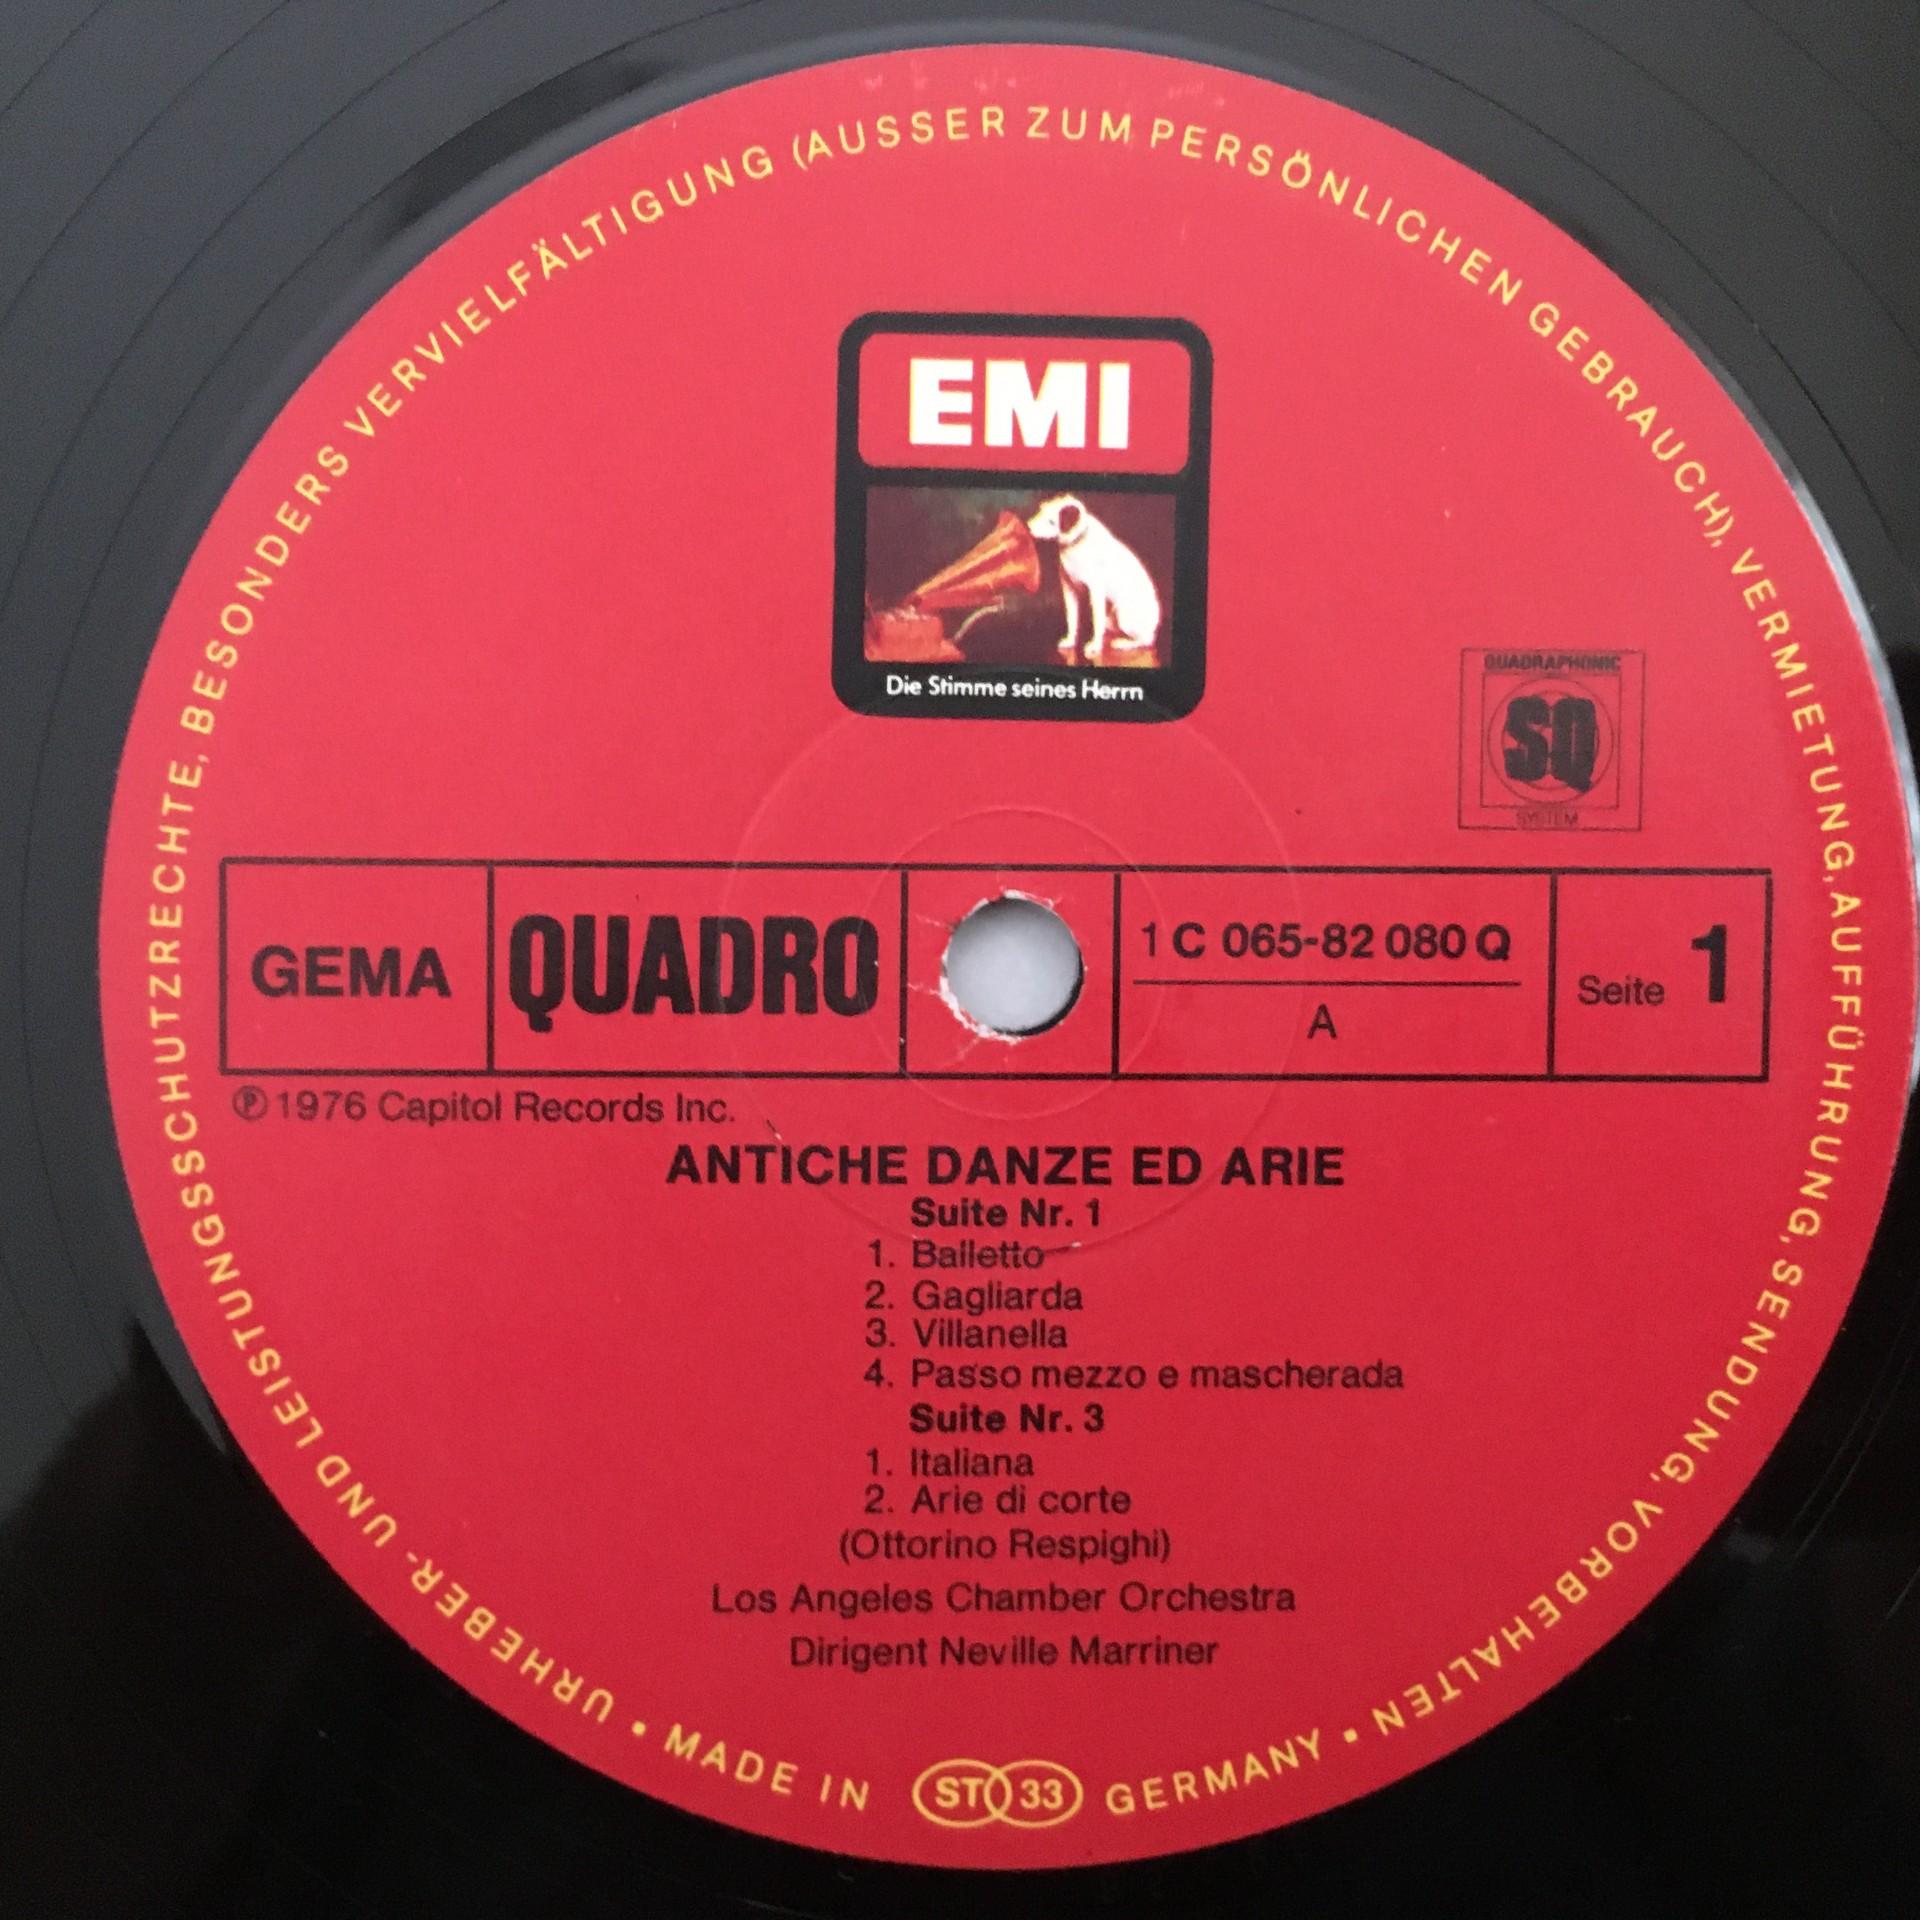 URHEBER- UND LEISTUNGSSCHUTZRECHTE, BESONDERS VERVIELFÄLTIGUNG (AUSSER ZUM PERSÖNLICHEN GEBRAUCH), VERMIETUNG, AUFFÜHRUNG, SENDUNG, VORBEHALTEN •
EMI
Die Stimme seines Herrn
QUADRAPHONIC
SQ
SYSTEM
GEMA
QUADRO
1 C 065-82 080 Q
A
Seite 1
℗ 1976 Capitol Records Inc.
ANTICHE DANZE ED ARIE
Suite Nr. 1
1. Balletto
2. Gagliarda
3. Villanella
4. Passo mezzo e mascherada
Suite Nr. 3
1. Italiana
2. Arie di corte
(Ottorino Respighi)
Los Angeles Chamber Orchestra
Dirigent Neville Marriner
• MADE IN ST 33 GERMANY